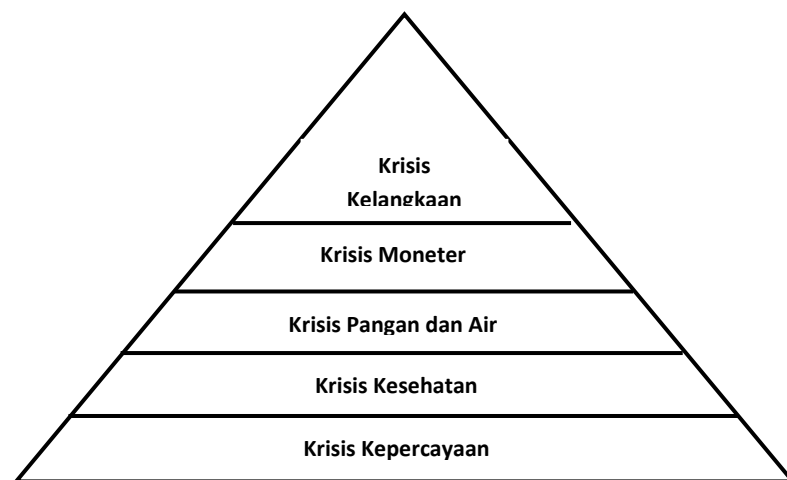 Krisis
Kelangkaan
Krisis Moneter
Krisis Pangan dan Air
Krisis Kesehatan
Krisis Kepercayaan